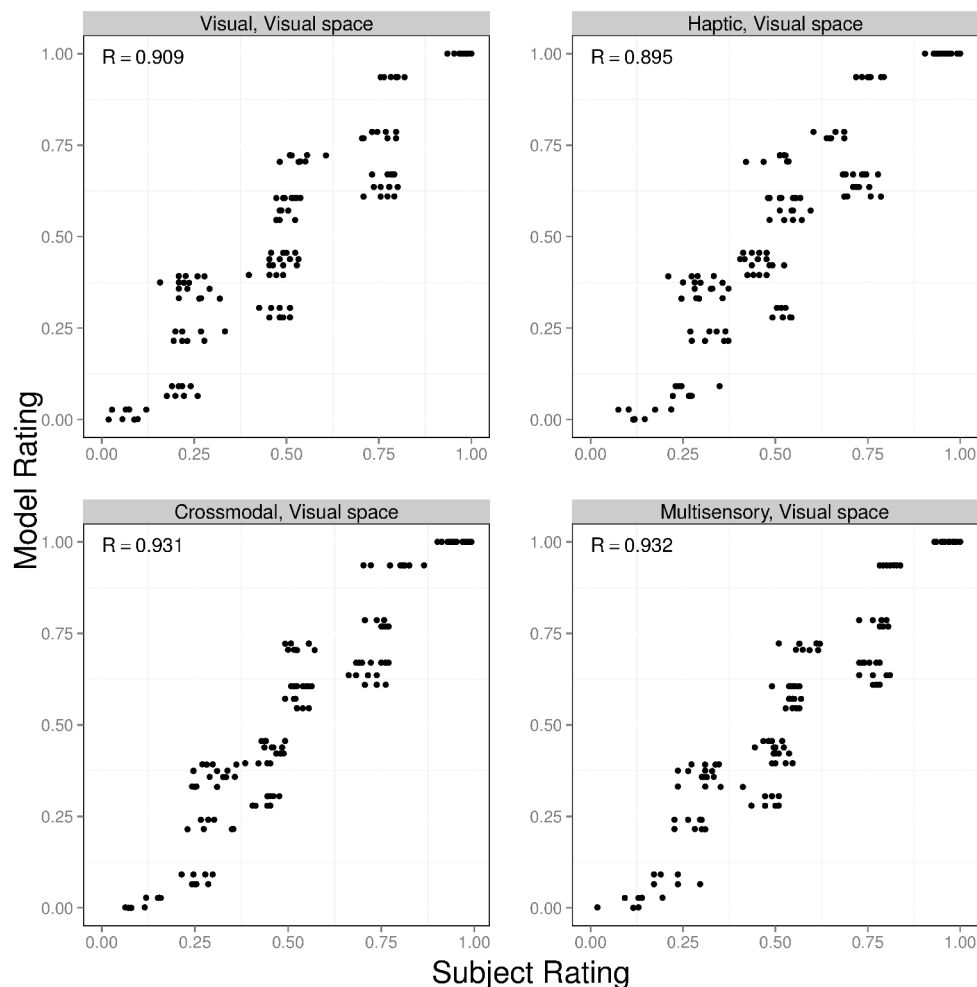 Visual, Visual space
Haptic, Visual space
R = 0.909
R = 0.895
1.00
0.75
0.50
0.25
0.00
1.00
0.75
0.50
0.25
0.00
0.00 0.25 0.50 0.75 1.00
0.00 0.25 0.50 0.75 1.00
Model Rating
Crossmodal, Visual space
Multisensory, Visual space
R = 0.931
R = 0.932
1.00
0.75
0.50
0.25
0.00
1.00
0.75
0.50
0.25
0.00
0.00 0.25 0.50 0.75 1.00
0.00 0.25 0.50 0.75 1.00
Subject Rating